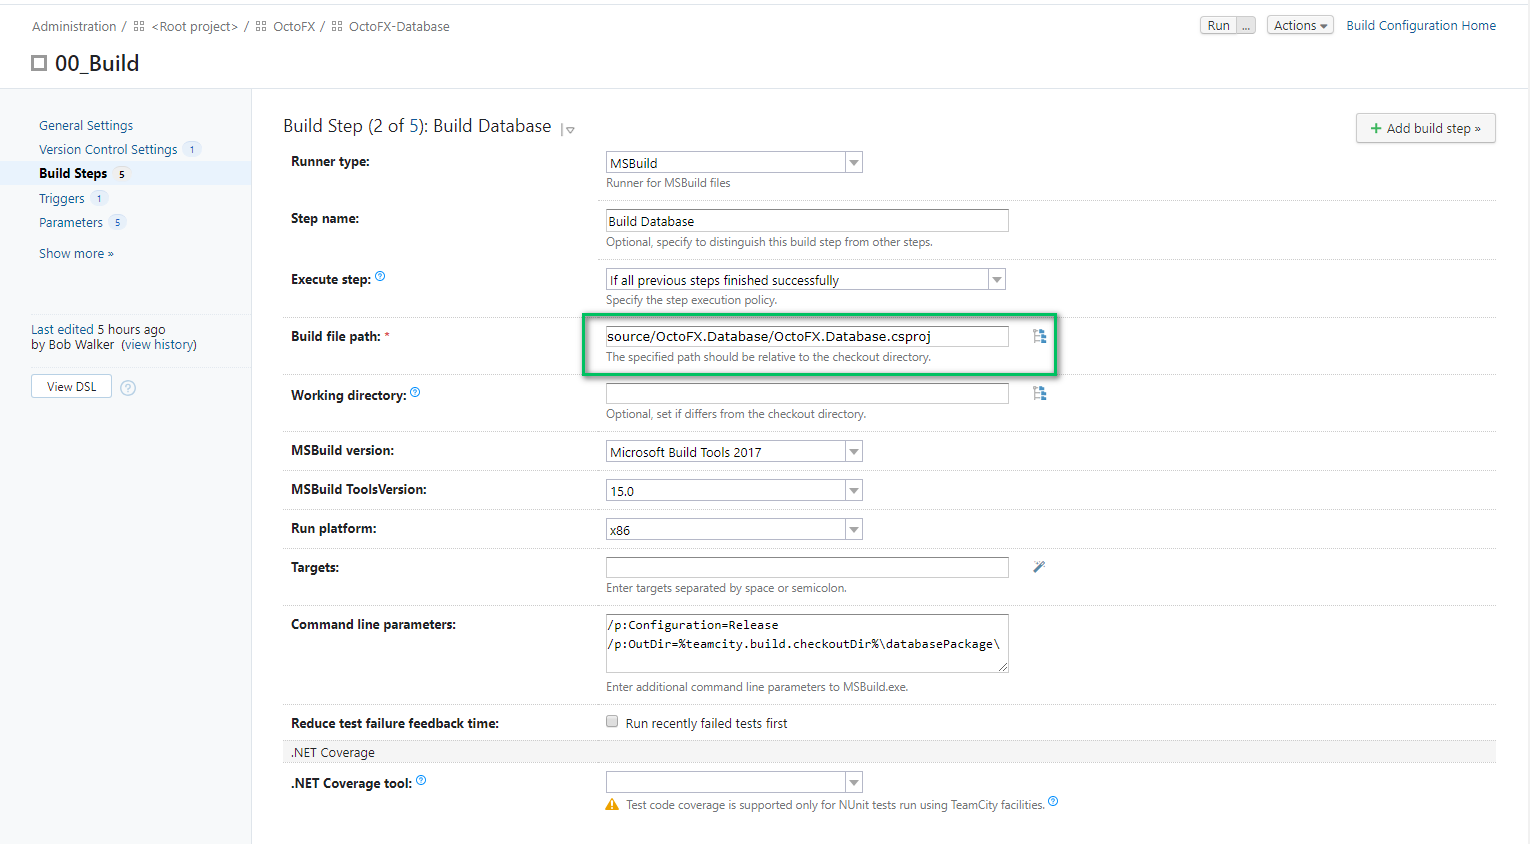 Administration / <Root project> / OctoFX / OctoFX-Database
Run ... Actions Build Configuration Home
00_Build
General Settings
Version Control Settings 1
Build Steps 5
Triggers 1
Parameters 5
Show more »
Last edited 5 hours ago
by Bob Walker (view history)
View DSL ?
Build Step (2 of 5): Build Database
+ Add build step »
Runner type: MSBuild
Runner for MSBuild files
Step name: Build Database
Optional, specify to distinguish this build step from other steps.
Execute step: ? If all previous steps finished successfully
Specify the step execution policy.
Build file path: * source/OctoFX.Database/OctoFX.Database.csproj
The specified path should be relative to the checkout directory.
Working directory: ?
Optional, set if differs from the checkout directory.
MSBuild version: Microsoft Build Tools 2017
MSBuild ToolsVersion: 15.0
Run platform: x86
Targets:
Enter targets separated by space or semicolon.
Command line parameters: /p:Configuration=Release
/p:OutDir=%teamcity.build.checkoutDir%\databasePackage\
Enter additional command line parameters to MSBuild.exe.
Reduce test failure feedback time: Run recently failed tests first
.NET Coverage
.NET Coverage tool: ?
Test code coverage is supported only for NUnit tests run using TeamCity facilities. ?